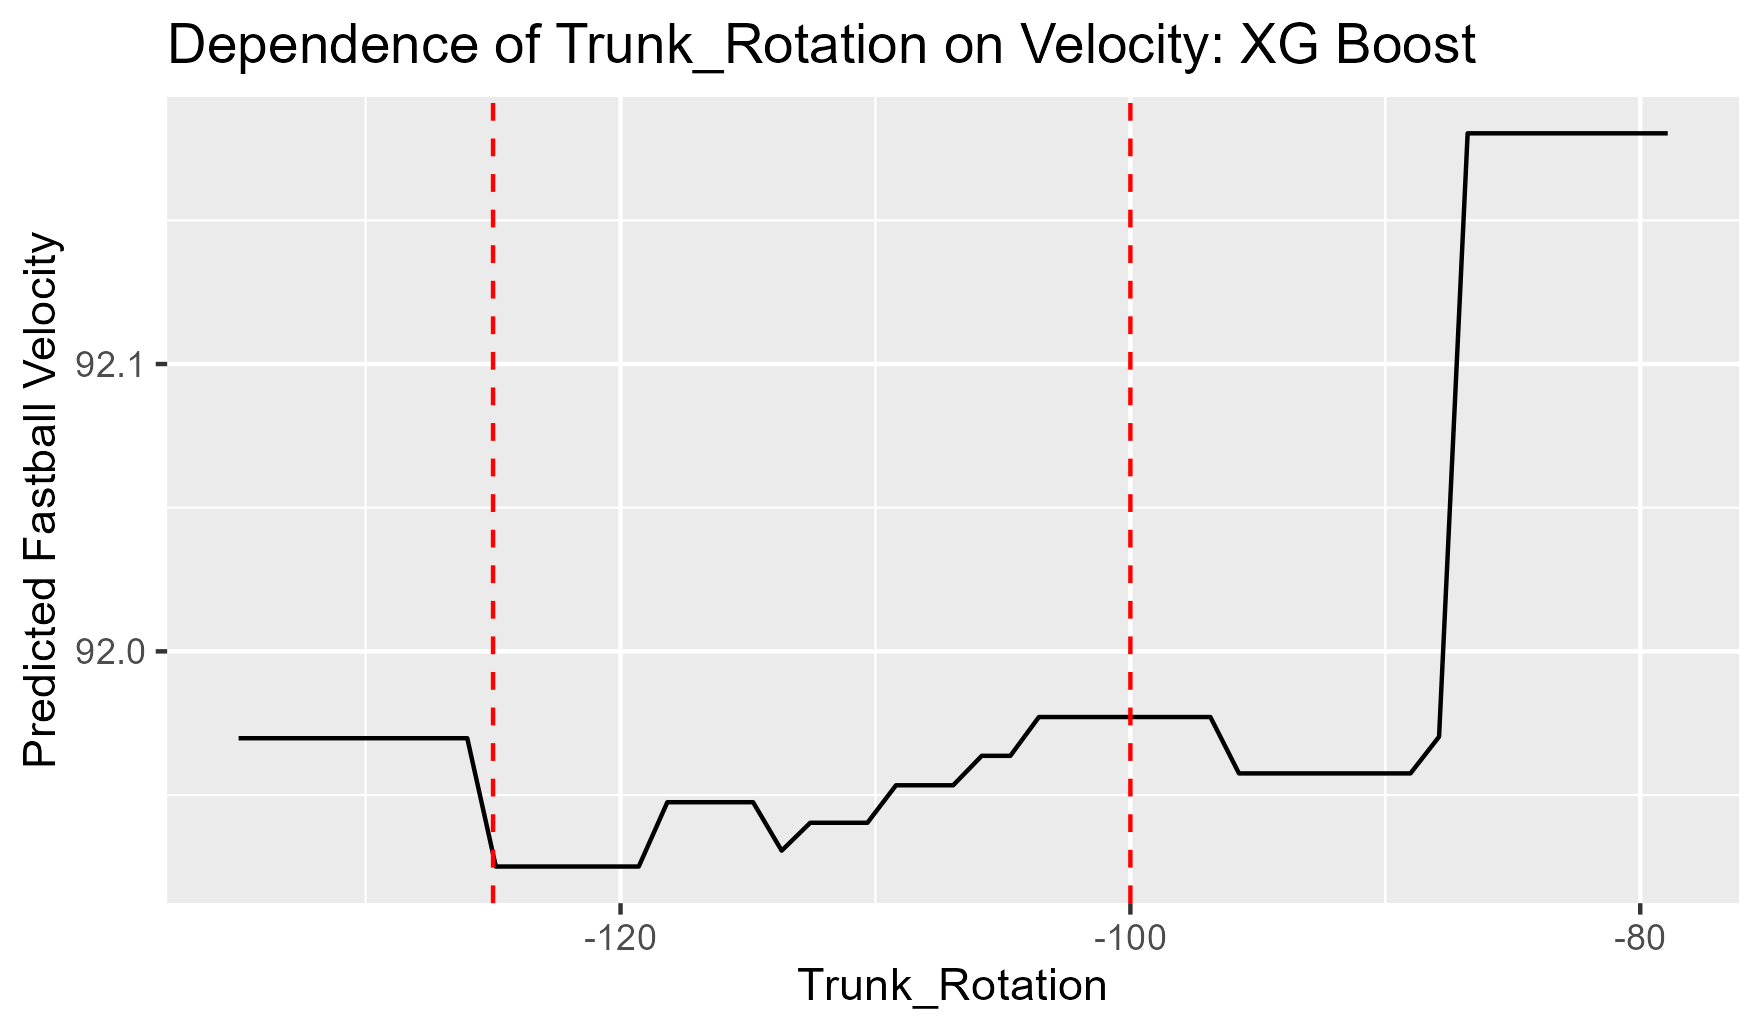 Dependence of Trunk_Rotation on Velocity: XG Boost
Predicted Fastball Velocity
92.1
92.0
-120
-100
-80
Trunk_Rotation